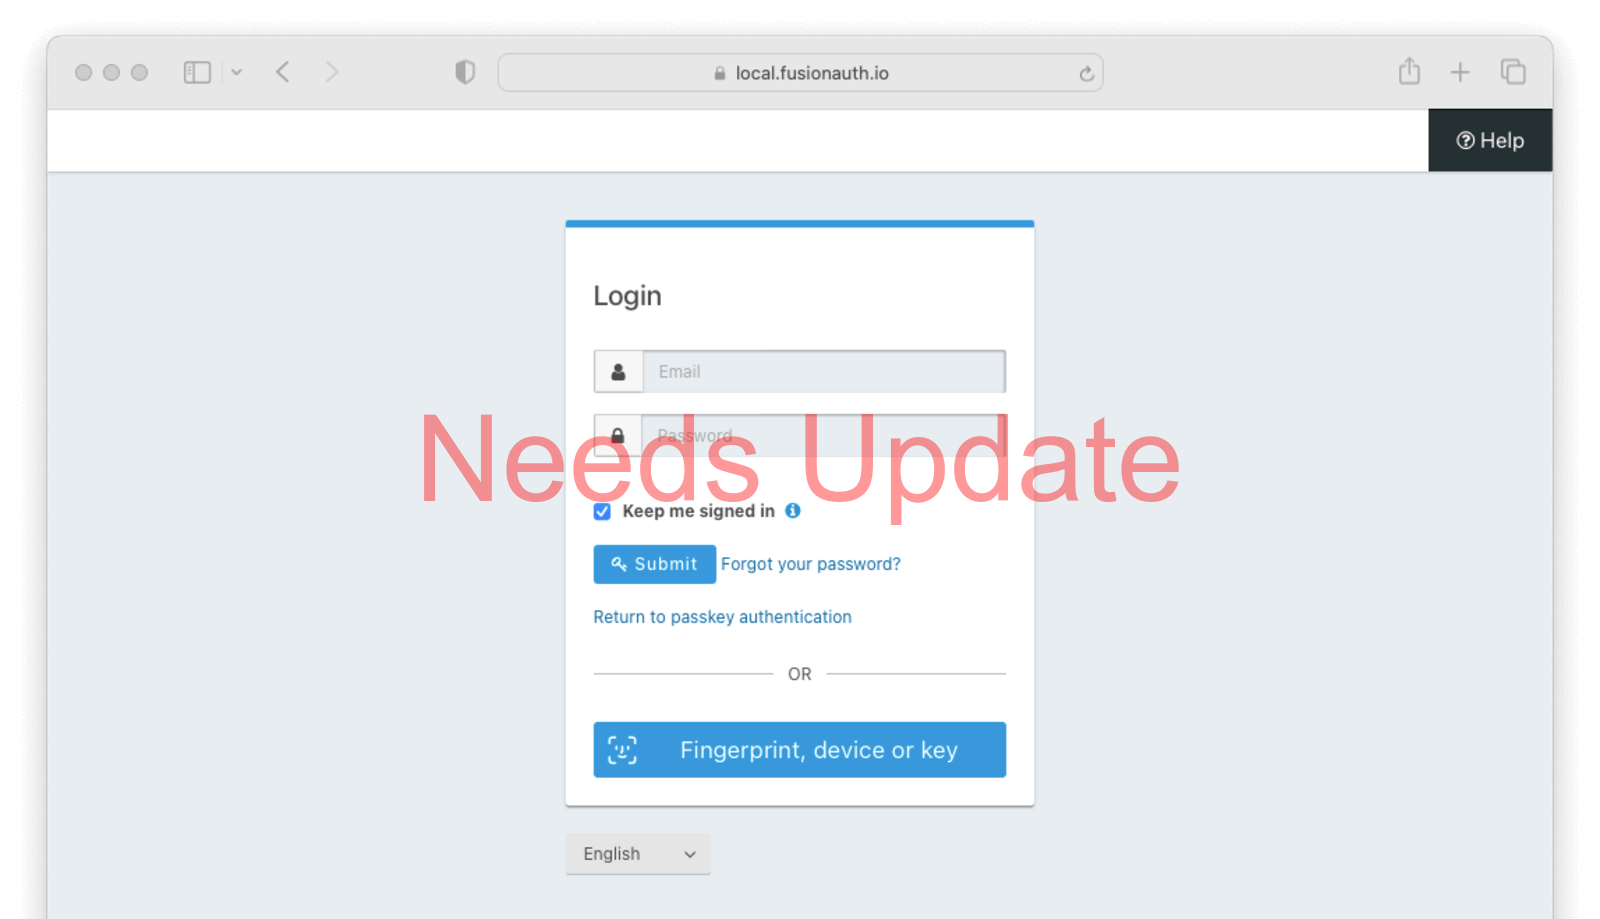 local.fusionauth.io
Help
Login
Email
Password
Needs Update
Keep me signed in
Submit Forgot your password?
Return to passkey authentication
OR
Fingerprint, device or key
English